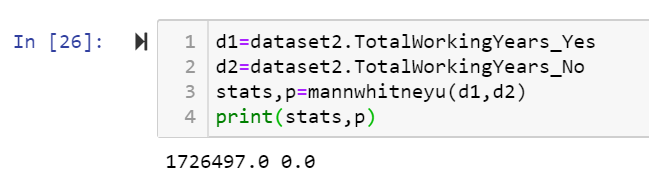 In [26]:
1 d1=dataset2.TotalWorkingYears_Yes
2 d2=dataset2.TotalWorkingYears_No
3 stats,p=mannwhitneyu(d1,d2)
4 print(stats,p)
1726497.0 0.0